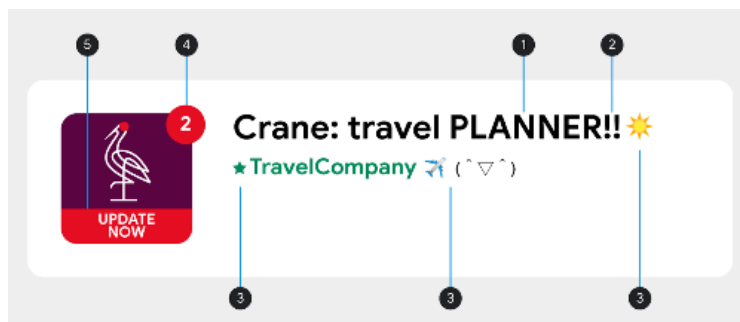 5 4 1 2
2
Crane: travel PLANNER!!☀️
★TravelCompany ✈️ (ˆ▽ˆ)
UPDATE
NOW
3 3 3